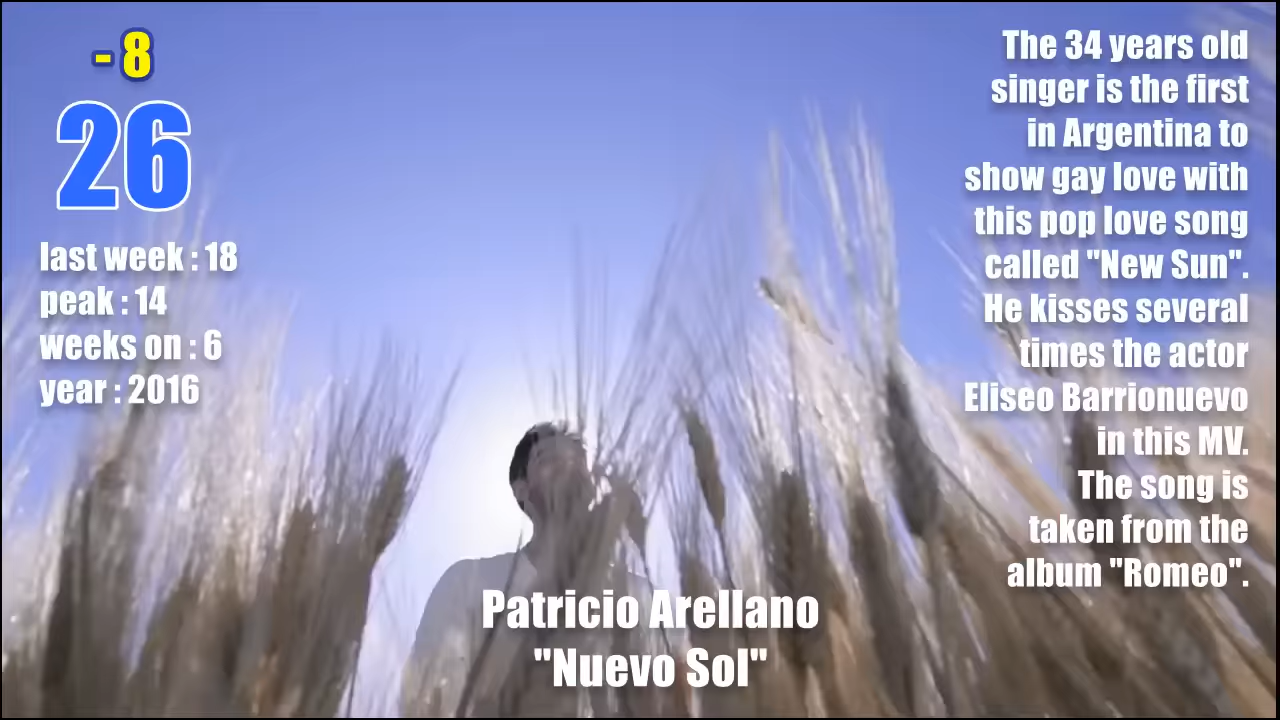 - 8
26
last week : 18
peak : 14
weeks on : 6
year : 2016
The 34 years old
singer is the first
in Argentina to
show gay love with
this pop love song
called "New Sun".
He kisses several
times the actor
Eliseo Barrionuevo
in this MV.
The song is
taken from the
album "Romeo".
Patricio Arellano
"Nuevo Sol"